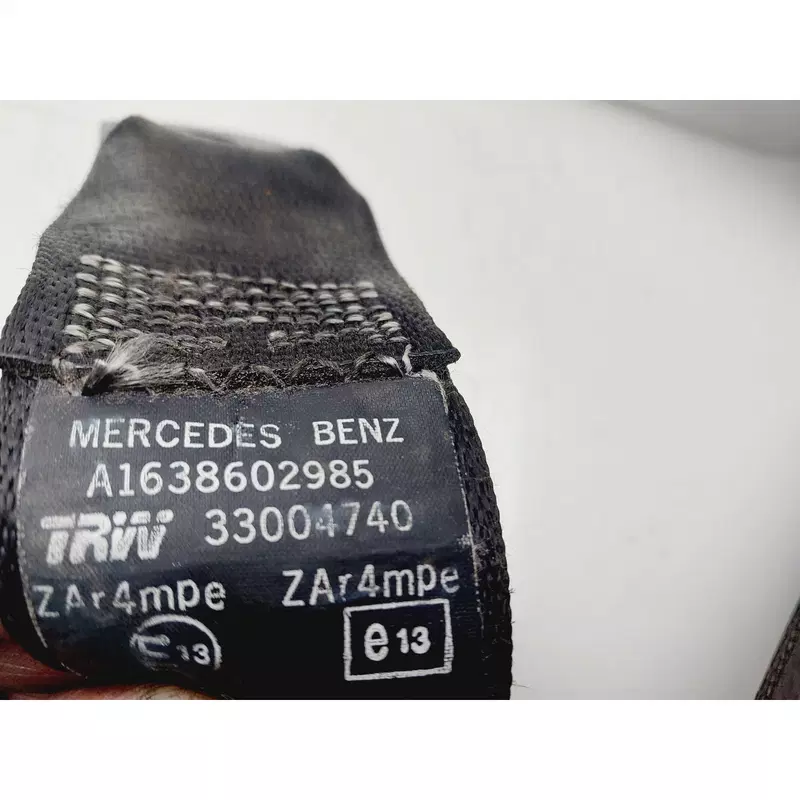 MERCEDES BENZ
A1638602985
TRW 33004740
ZAr4mpe ZAr4mpe
E13 e13